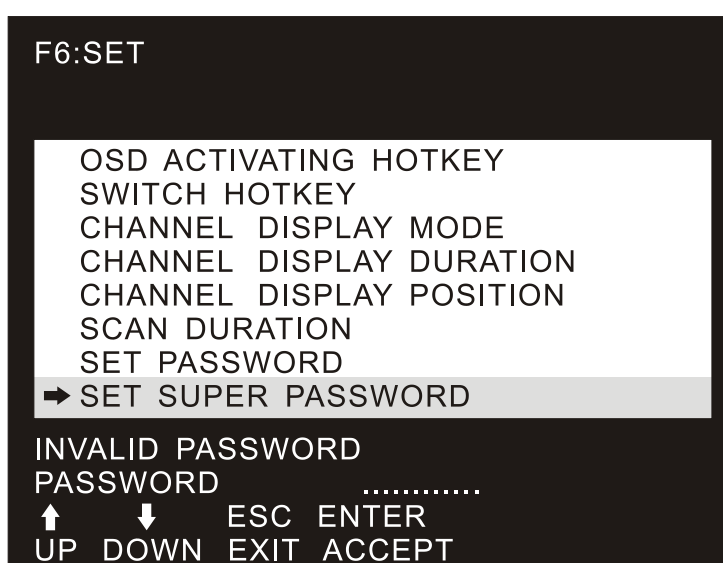 F6:SET
OSD ACTIVATING HOTKEY
SWITCH HOTKEY
CHANNEL DISPLAY MODE
CHANNEL DISPLAY DURATION
CHANNEL DISPLAY POSITION
SCAN DURATION
SET PASSWORD
➡ SET SUPER PASSWORD
INVALID PASSWORD
PASSWORD ............
⬆ ⬇ ESC ENTER
UP DOWN EXIT ACCEPT